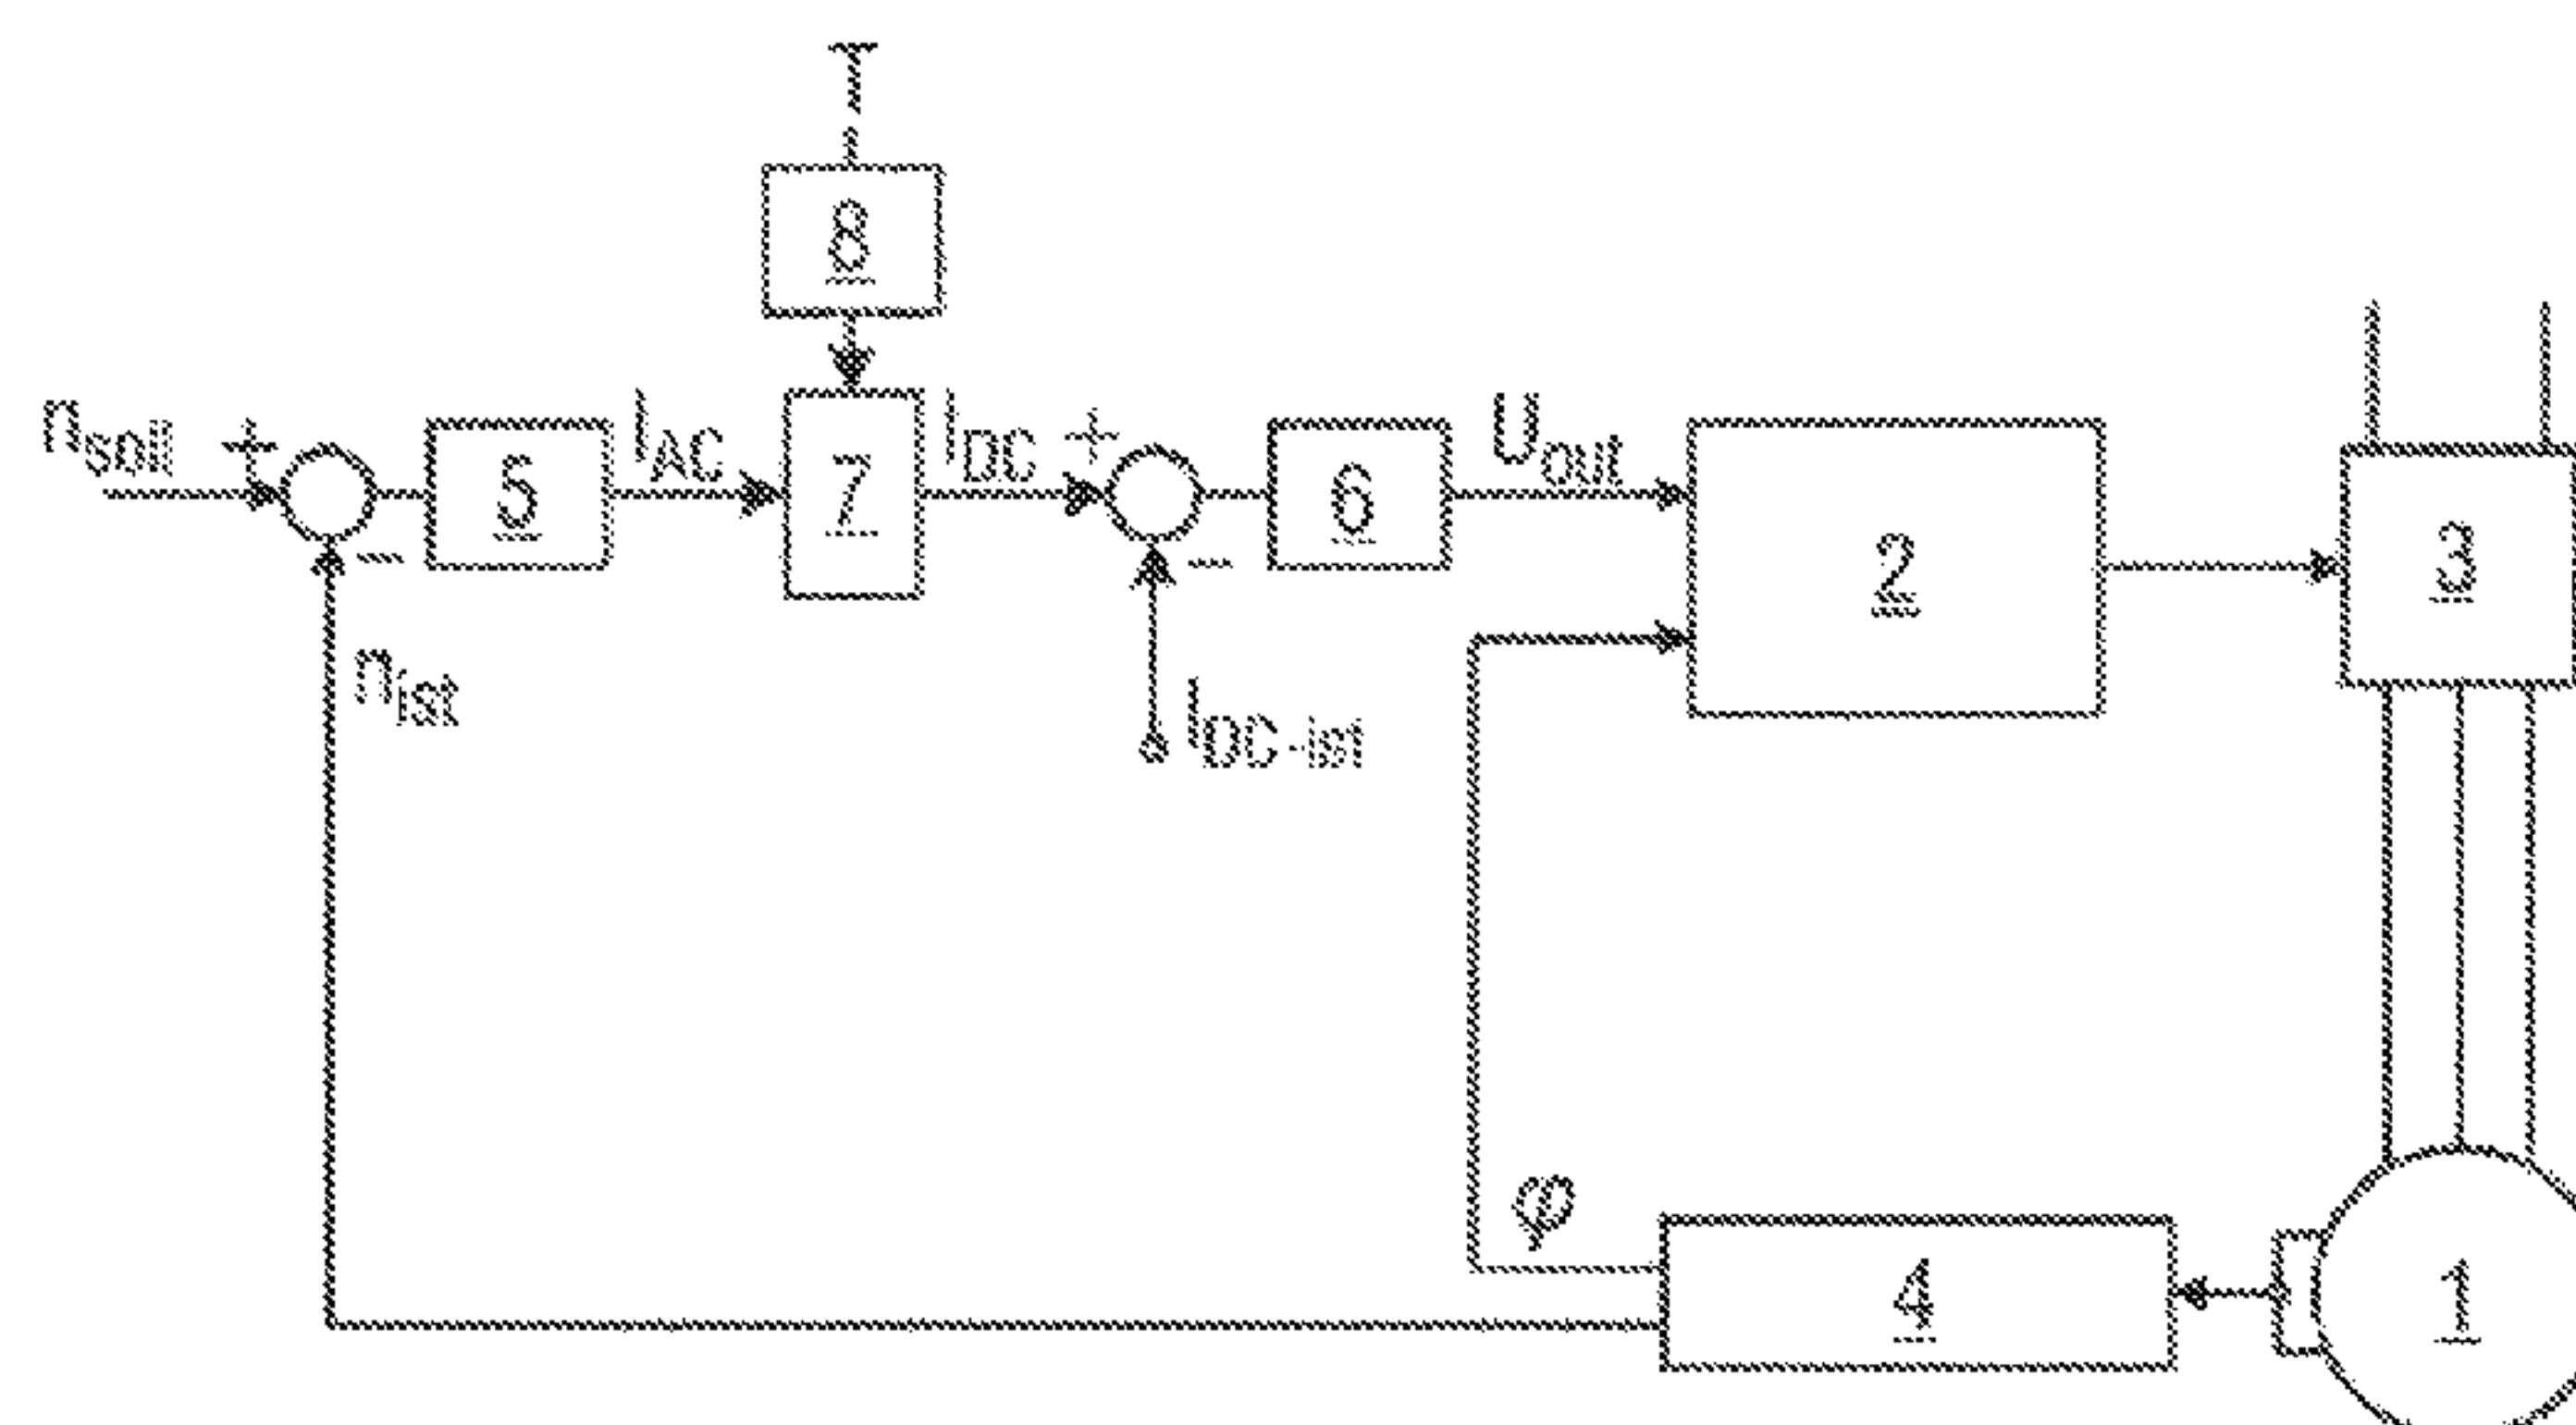 8
n_soll + 5 I_AC 7 I_DC + 6 U_out 2 3
-
-
n_ist
I_DC-ist
φ
4 1